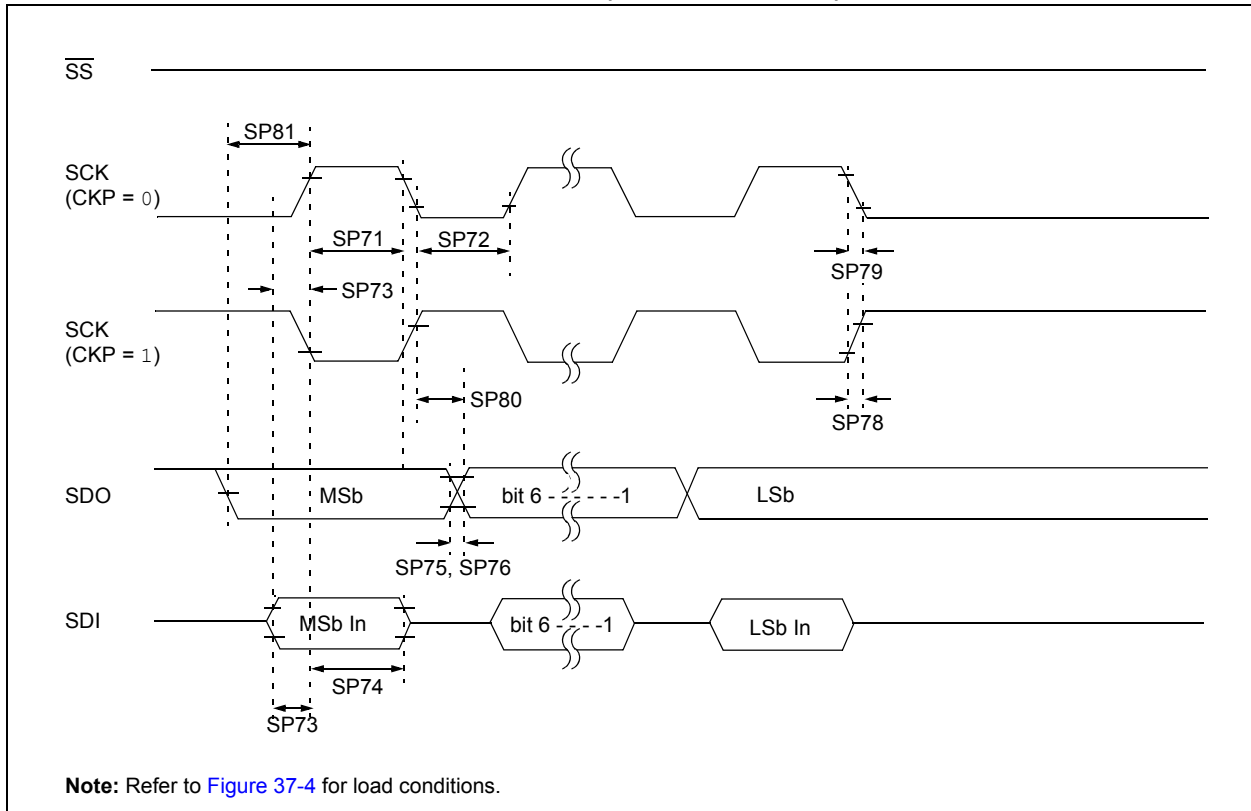 SS
SP81
SCK
(CKP = 0)
SP71
SP72
SP79
SP73
SCK
(CKP = 1)
SP80
SP78
SDO
MSb
bit 6 - - - - - -1
LSb
SP75, SP76
SDI
MSb In
bit 6 - - - -1
LSb In
SP74
SP73
Note: Refer to Figure 37-4 for load conditions.